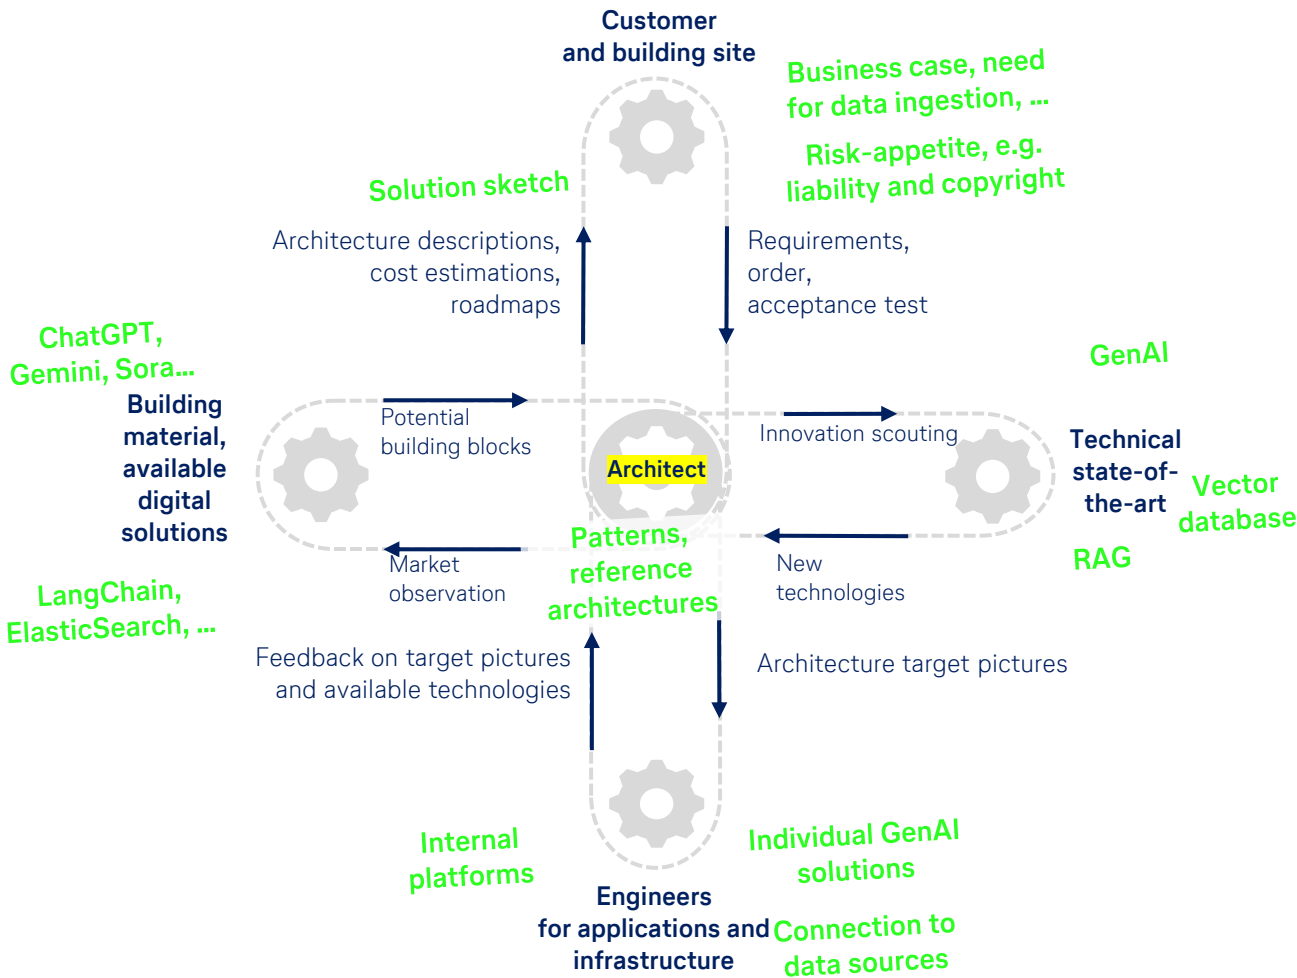 Customer
and building site
Business case, need
for data ingestion, ...
Risk-appetite, e.g.
liability and copyright
Solution sketch
Architecture descriptions,
cost estimations,
roadmaps
Requirements,
order,
acceptance test
ChatGPT,
Gemini, Sora...
Building
material,
available
digital
solutions
LangChain,
ElasticSearch, ...
Potential
building blocks
Market
observation
Architect
Patterns,
reference
architectures
Innovation scouting
New
technologies
GenAI
Technical
state-of-
the-art
Vector
database
RAG
Feedback on target pictures
and available technologies
Architecture target pictures
Internal
platforms
Individual GenAI
solutions
Engineers
for applications and
infrastructure
Connection to
data sources